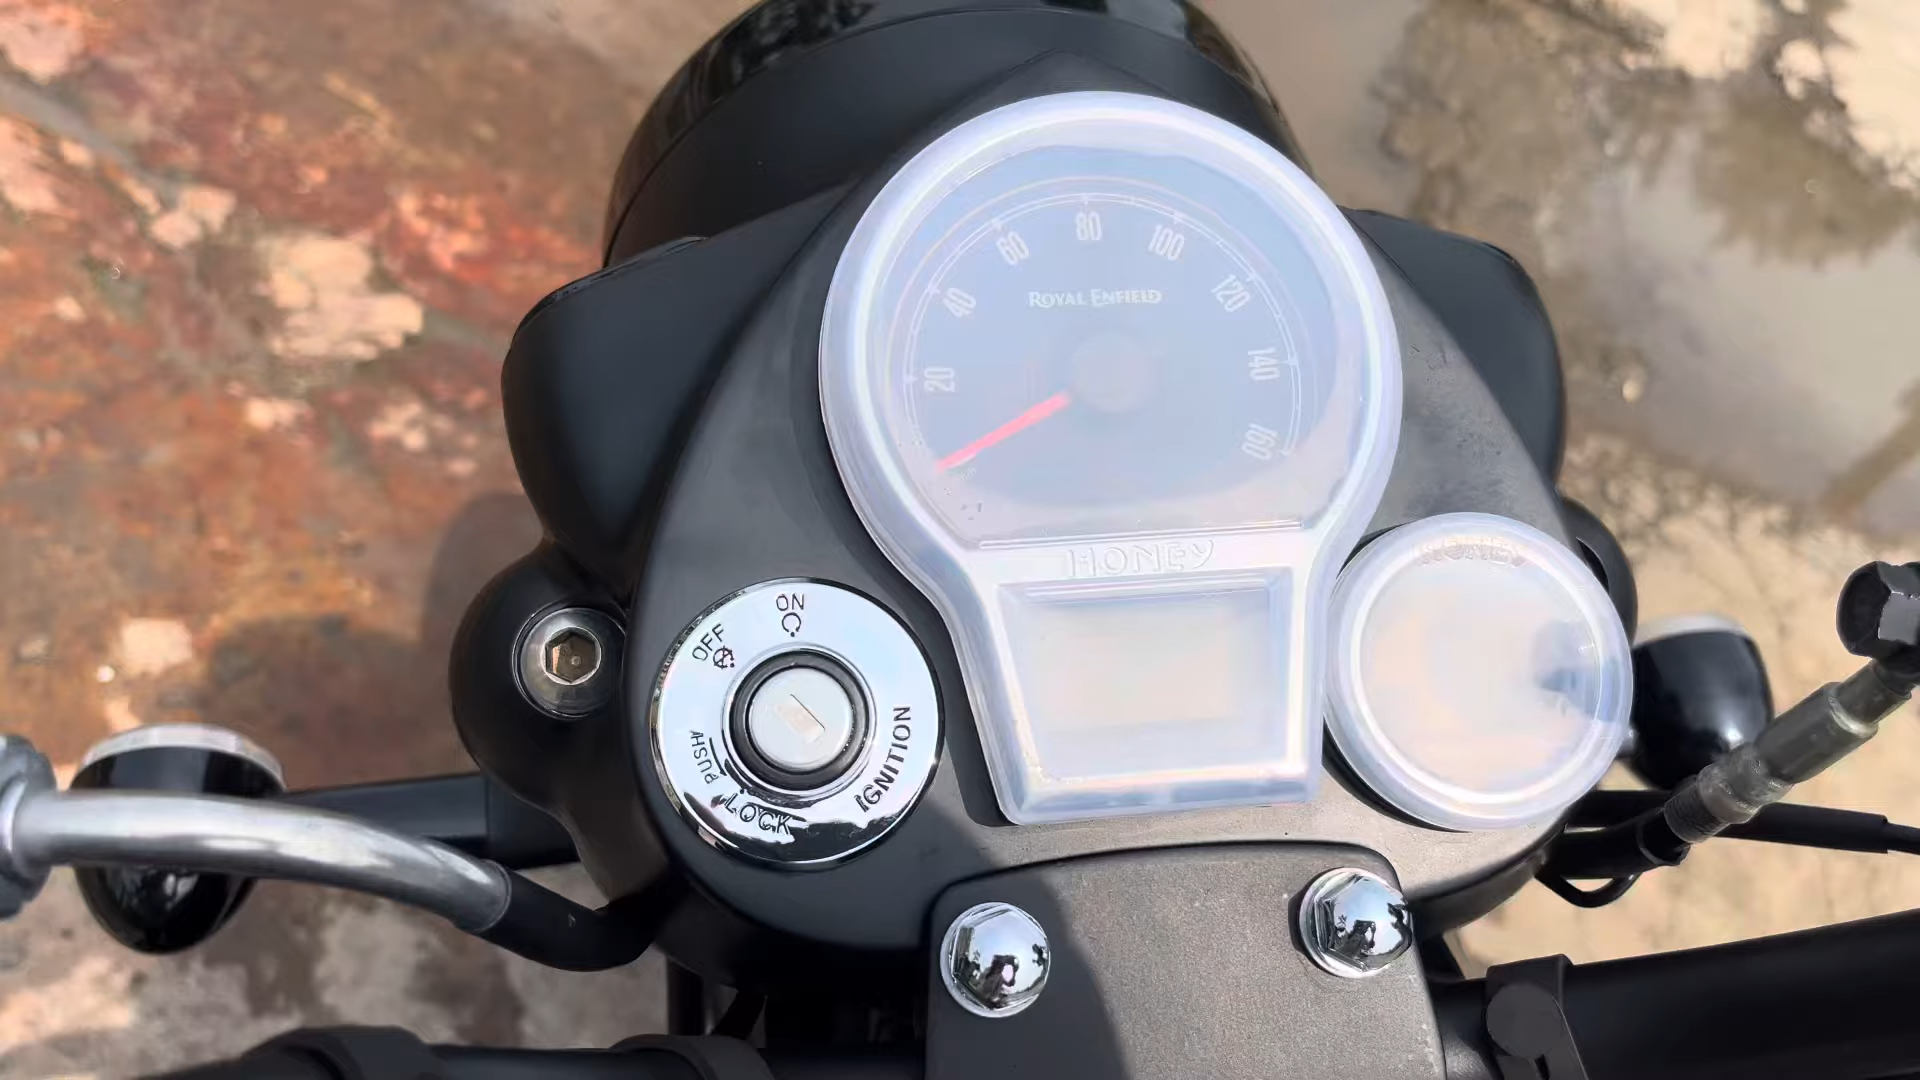 60
80
100
40
120
ROYAL ENFIELD
20
140
160
HONEY
HONEY
ON
OFF
PUSH
LOCK
IGNITION